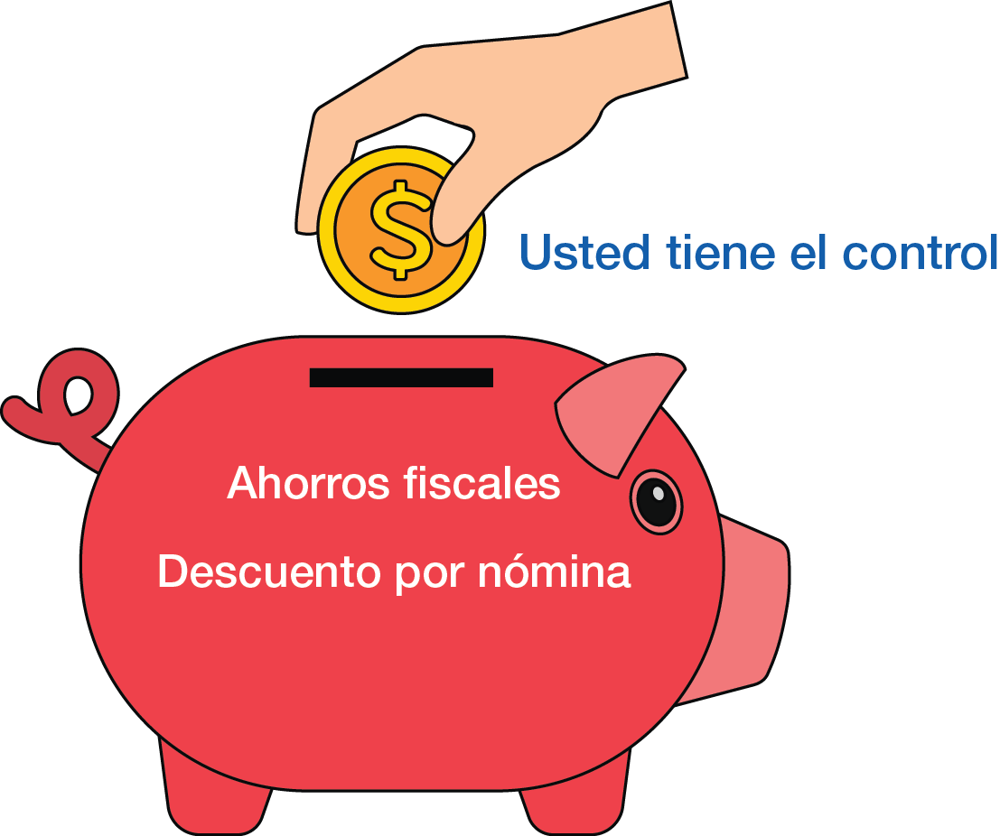 $
Usted tiene el control
Ahorros fiscales
Descuento por nómina